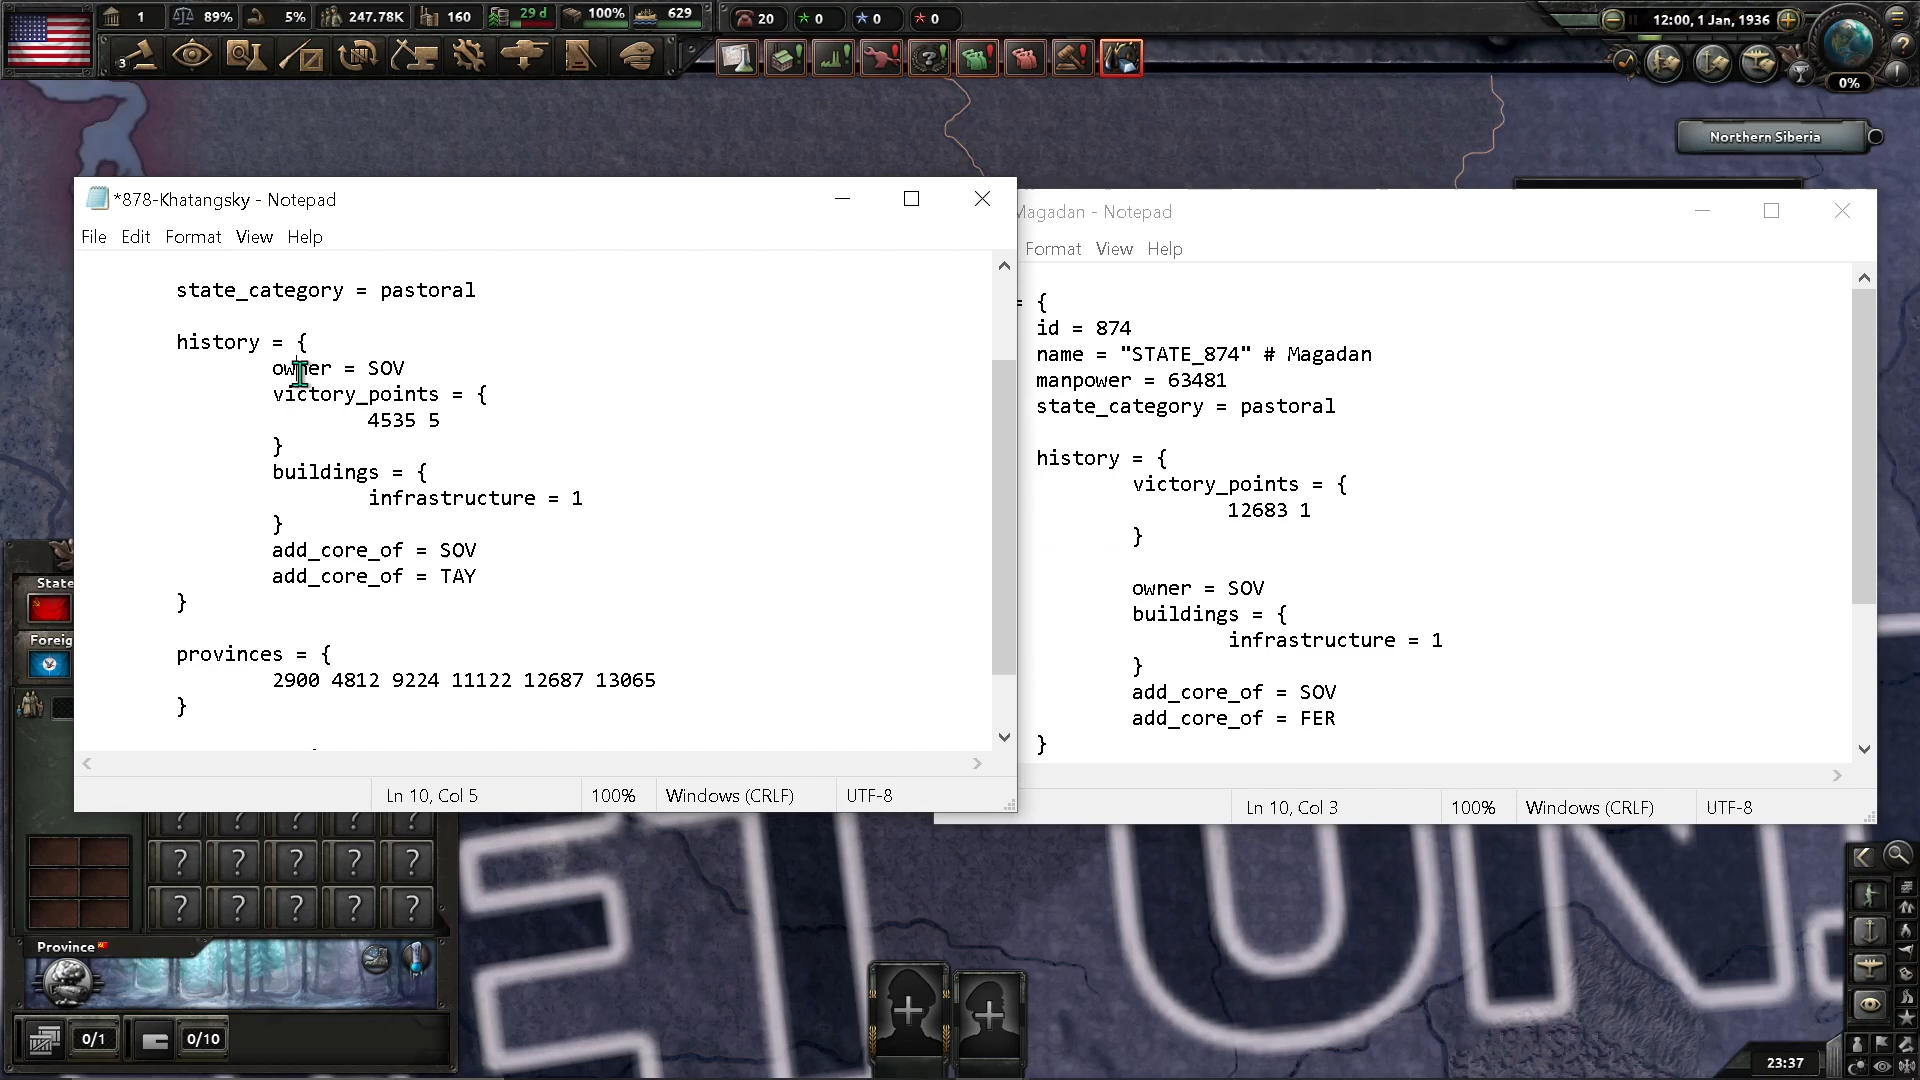 1
89%
5%
247.78K
160
29 d
100%
629
20
0
0
0
12:00, 1 Jan, 1936
3
0%
Northern Siberia
*878-Khatangsky - Notepad
File Edit Format View Help
state_category = pastoral
history = {
owner = SOV
victory_points = {
4535 5
}
buildings = {
infrastructure = 1
}
add_core_of = SOV
add_core_of = TAY
}
provinces = {
2900 4812 9224 11122 12687 13065
}
Ln 10, Col 5
100%
Windows (CRLF)
UTF-8
Magadan - Notepad
Format View Help
= {
id = 874
name = "STATE_874" # Magadan
manpower = 63481
state_category = pastoral
history = {
victory_points = {
12683 1
}
owner = SOV
buildings = {
infrastructure = 1
}
add_core_of = SOV
add_core_of = FER
}
Ln 10, Col 3
100%
Windows (CRLF)
UTF-8
State
Foreig
? ? ? ? ?
? ? ? ? ?
Province
0/1
0/10
ET UN
23:37